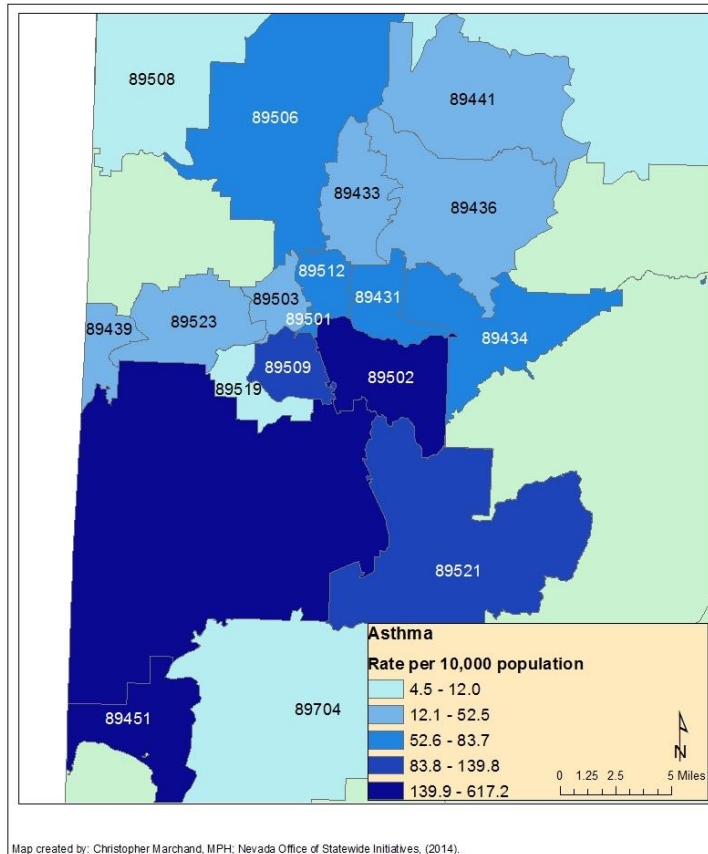 89508
89506
89441
89433
89436
89512
89503
89431
89439
89523
89501
89434
89509
89502
89519
89521
89704
89451
Asthma
Rate per 10,000 population
4.5 - 12.0
12.1 - 52.5
52.6 - 83.7
83.8 - 139.8
139.9 - 617.2
N
0 1.25 2.5 5 Miles
Map created by: Christopher Marchand, MPH; Nevada Office of Statewide Initiatives, (2014).